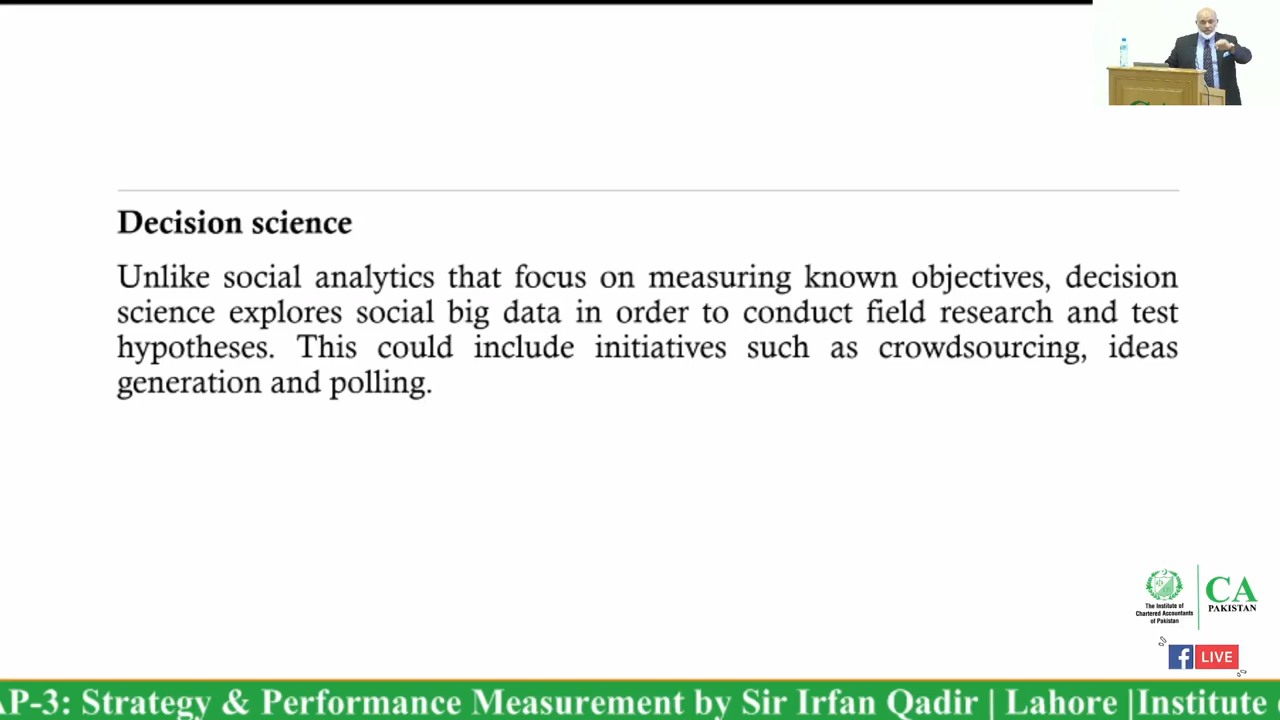 Decision science
Unlike social analytics that focus on measuring known objectives, decision
science explores social big data in order to conduct field research and test
hypotheses. This could include initiatives such as crowdsourcing, ideas
generation and polling.
The Institute of
Chartered Accountants
of Pakistan
CA
PAKISTAN
f LIVE
AP-3: Strategy & Performance Measurement by Sir Irfan Qadir | Lahore |Institute